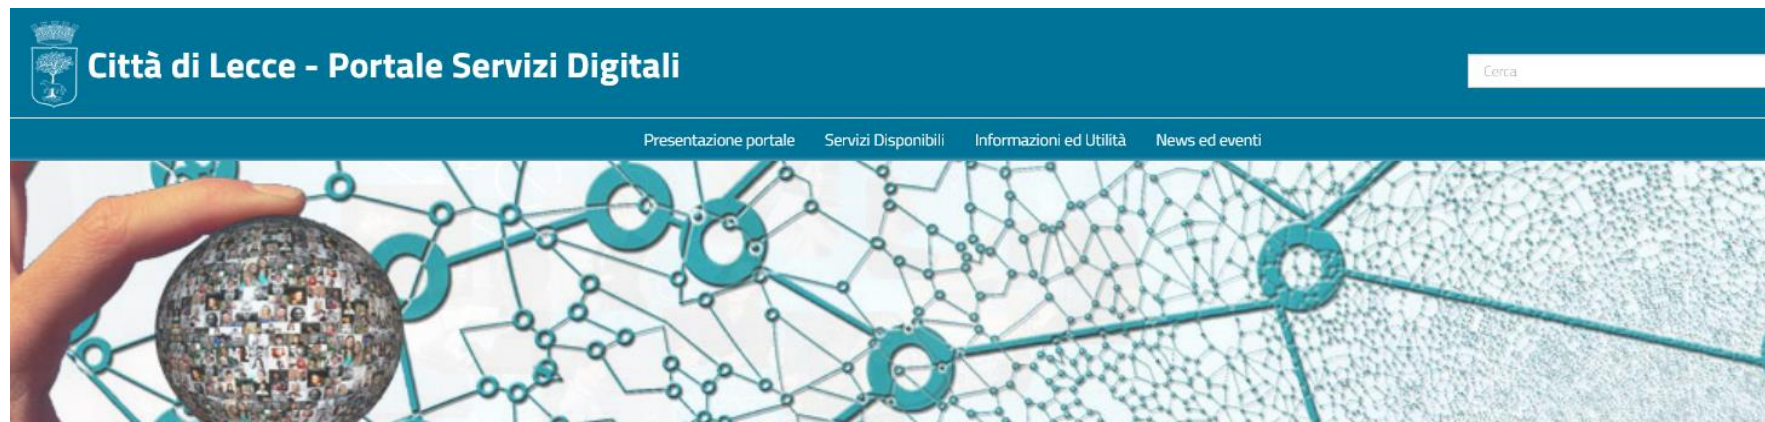 Città di Lecce - Portale Servizi Digitali
Cerca
Presentazione portale Servizi Disponibili Informazioni ed Utilità News ed eventi